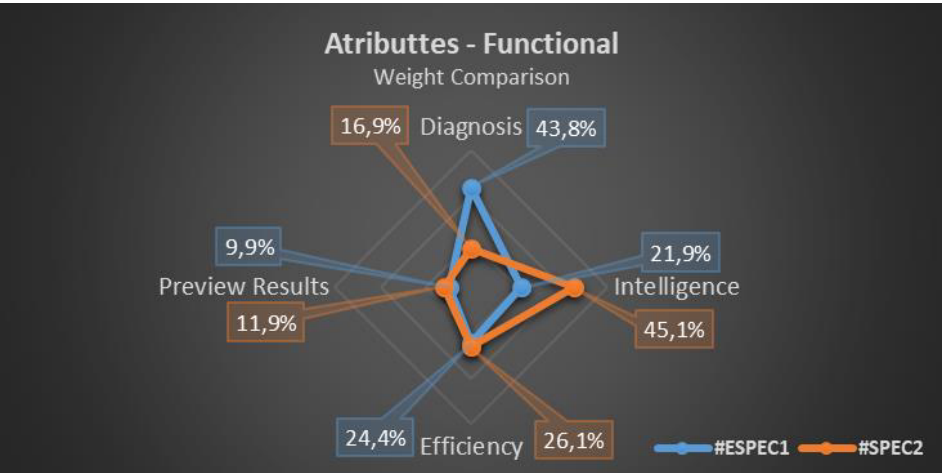 Atributtes - Functional
Weight Comparison
16,9% Diagnosis 43,8%
9,9% 21,9%
Preview Results Intelligence
11,9% 45,1%
24,4% Efficiency 26,1%
#ESPEC1 #SPEC2